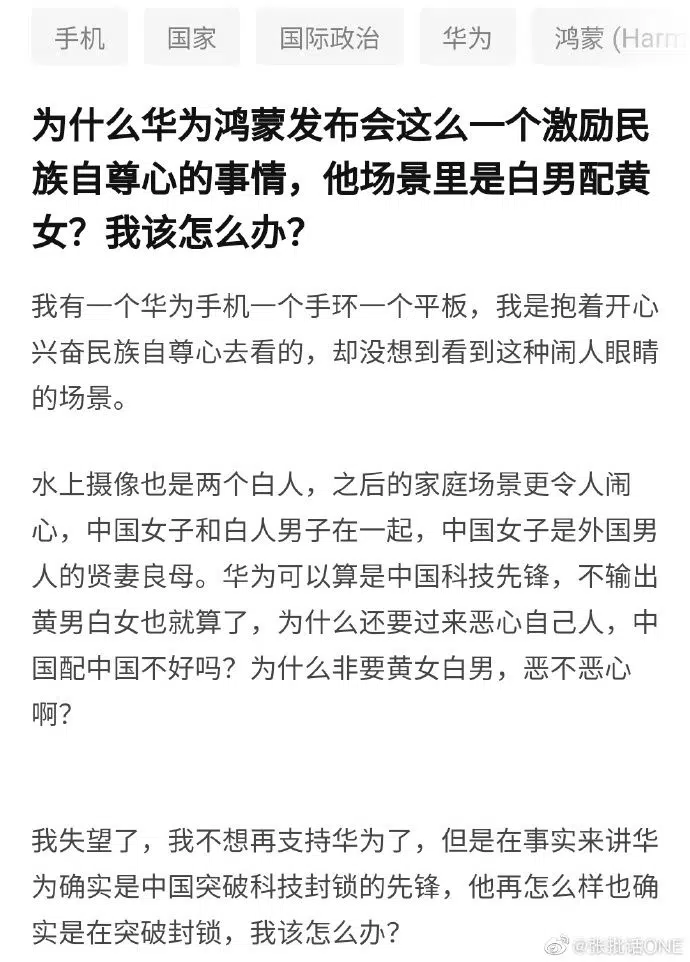 手机 国家 国际政治 华为 鸿蒙 (Harm
为什么华为鸿蒙发布会这么一个激励民
族自尊心的事情，他场景里是白男配黄
女？我该怎么办？
我有一个华为手机一个手环一个平板，我是抱着开心
兴奋民族自尊心去看的，却没想到看到这种闹人眼睛
的场景。
水上摄像也是两个白人，之后的家庭场景更令人闹
心，中国女子和白人男子在一起，中国女子是外国男
人的贤妻良母。华为可以算是中国科技先锋，不输出
黄男白女也就算了，为什么还要过来恶心自己人，中
国配中国不好吗？为什么非要黄女白男，恶不恶心
啊？
我失望了，我不想再支持华为了，但是在事实来讲华
为确实是中国突破科技封锁的先锋，他再怎么样也确
实是在突破封锁，我该怎么办？
@张批话ONE